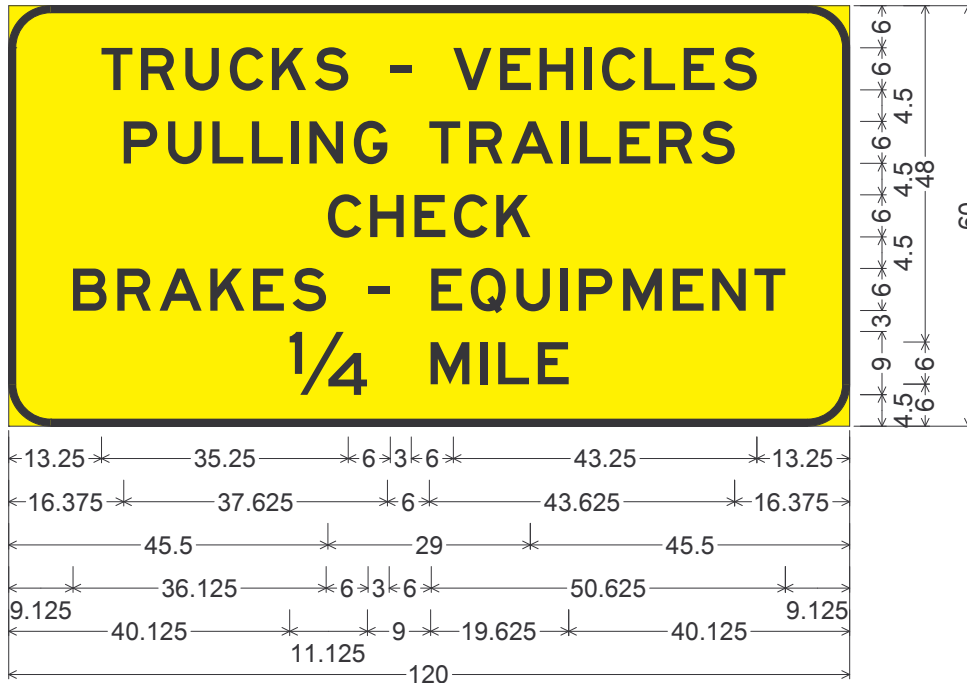 TRUCKS - VEHICLES
PULLING TRAILERS
CHECK
BRAKES - EQUIPMENT
1/4 MILE
6
6
4.5
6
4.5
6
4.5
6
3
9
4.5
48
6
6
60
13.25 35.25 6 3 6 43.25 13.25
16.375 37.625 6 43.625 16.375
45.5 29 45.5
9.125 36.125 6 3 6 50.625 9.125
40.125 11.125 9 19.625 40.125
120